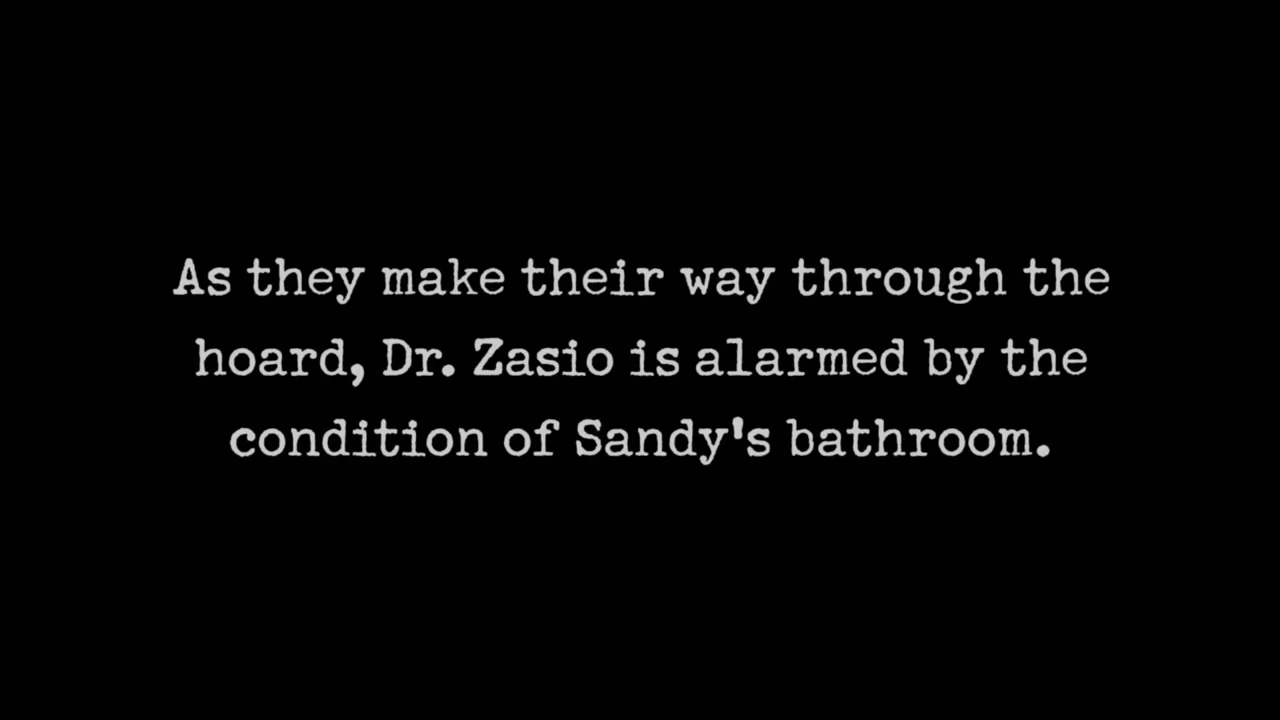 As they make their way through the
hoard, Dr. Zasio is alarmed by the
condition of Sandy's bathroom.